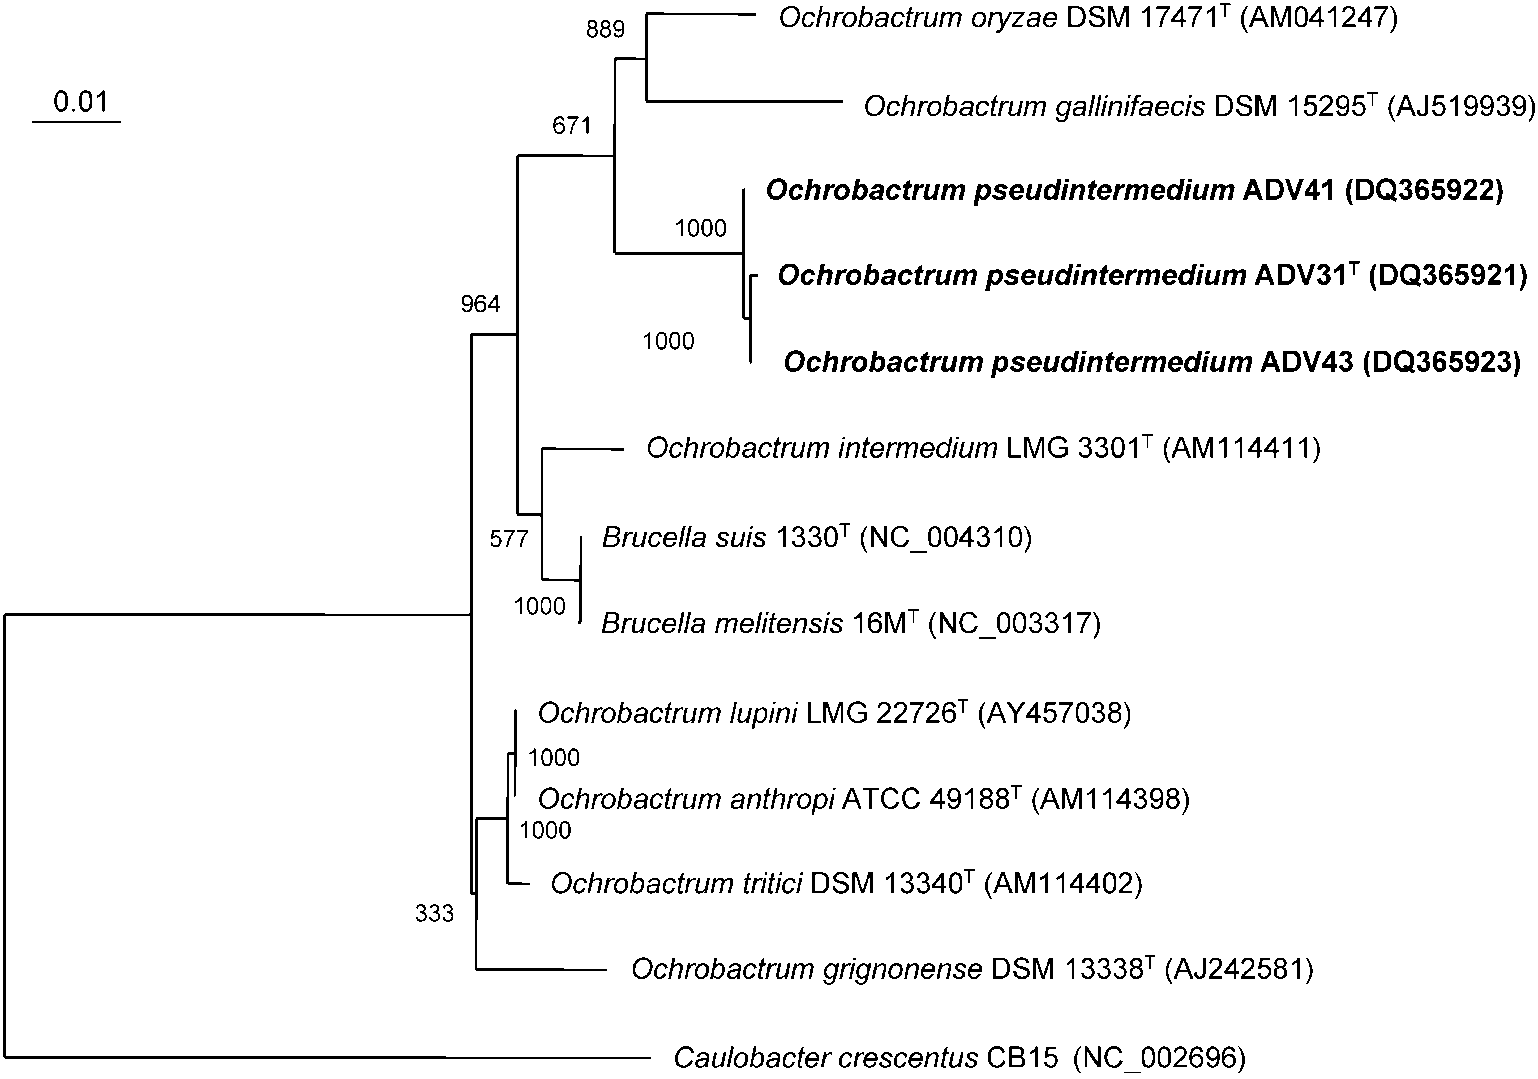 Ochrobactrum oryzae DSM 17471ᵀ (AM041247)
889
0.01
Ochrobactrum gallinifaecis DSM 15295ᵀ (AJ519939)
671
Ochrobactrum pseudintermedium ADV41 (DQ365922)
1000
Ochrobactrum pseudintermedium ADV31ᵀ (DQ365921)
964
1000
Ochrobactrum pseudintermedium ADV43 (DQ365923)
Ochrobactrum intermedium LMG 3301ᵀ (AM114411)
577
Brucella suis 1330ᵀ (NC_004310)
1000
Brucella melitensis 16Mᵀ (NC_003317)
Ochrobactrum lupini LMG 22726ᵀ (AY457038)
1000
Ochrobactrum anthropi ATCC 49188ᵀ (AM114398)
1000
Ochrobactrum tritici DSM 13340ᵀ (AM114402)
333
Ochrobactrum grignonense DSM 13338ᵀ (AJ242581)
Caulobacter crescentus CB15 (NC_002696)